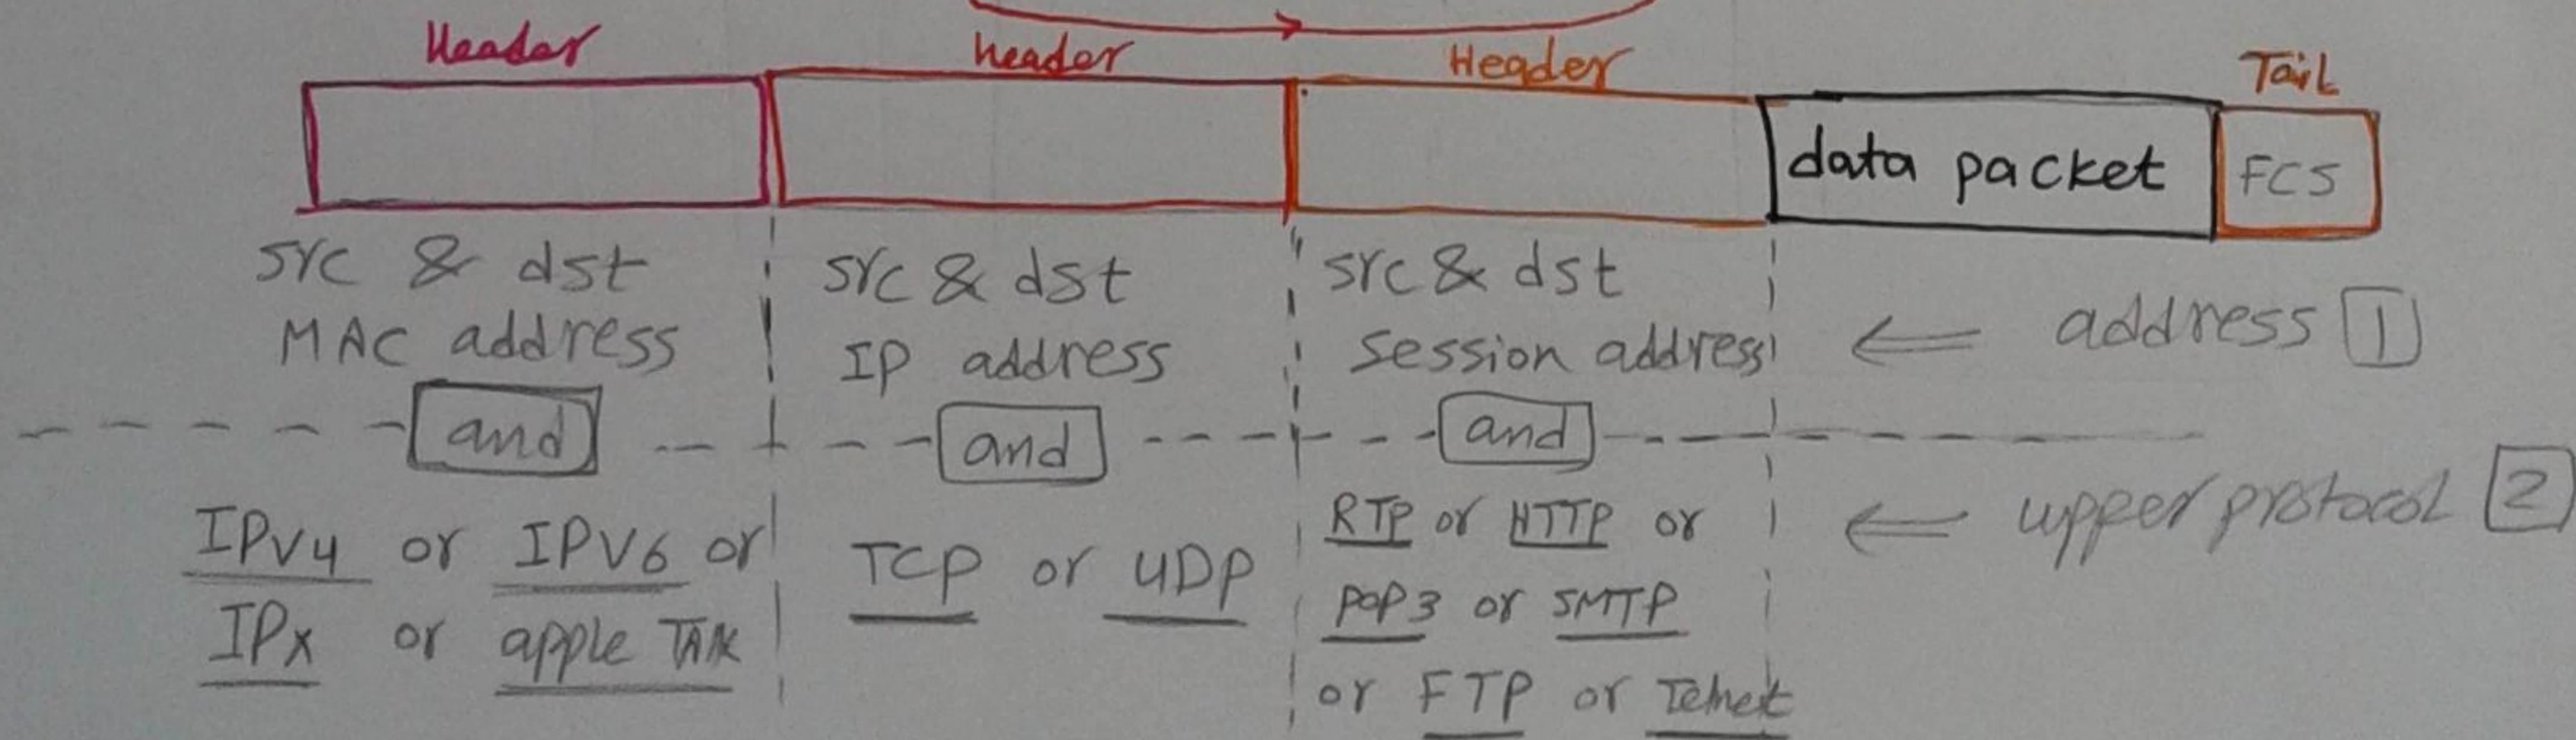 Header
header
Header
Tail
data packet
FCS
src & dst
MAC address
and
IPV4 or IPV6 or
IPX or apple TAlk
src & dst
IP address
and
TCP or UDP
src & dst
session address
and
RTP or HTTP or
POP3 or SMTP
or FTP or Telnet
⇐ address 1
⇐ upper protocol 2